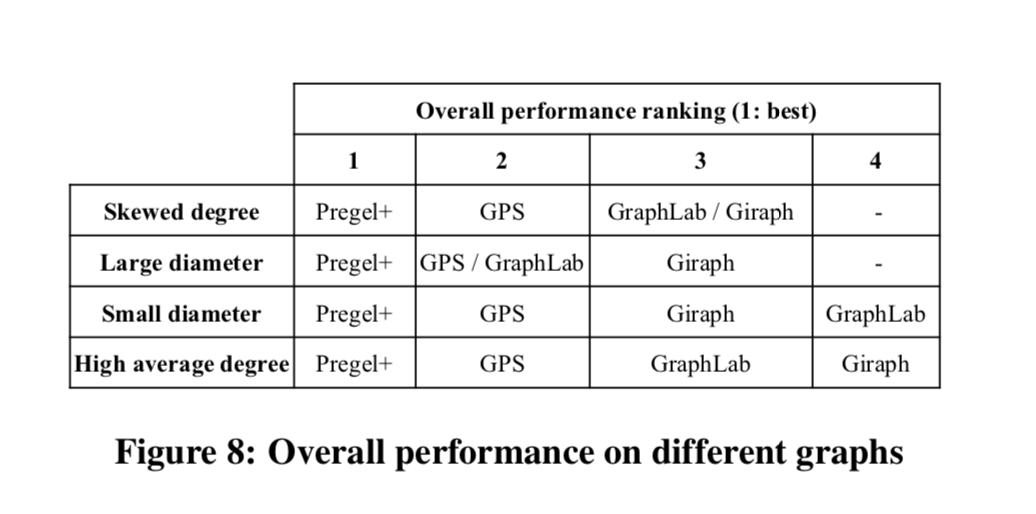 Overall performance ranking (1: best)
1 2 3 4
Skewed degree Pregel+ GPS GraphLab / Giraph -
Large diameter Pregel+ GPS / GraphLab Giraph -
Small diameter Pregel+ GPS Giraph GraphLab
High average degree Pregel+ GPS GraphLab Giraph
Figure 8: Overall performance on different graphs